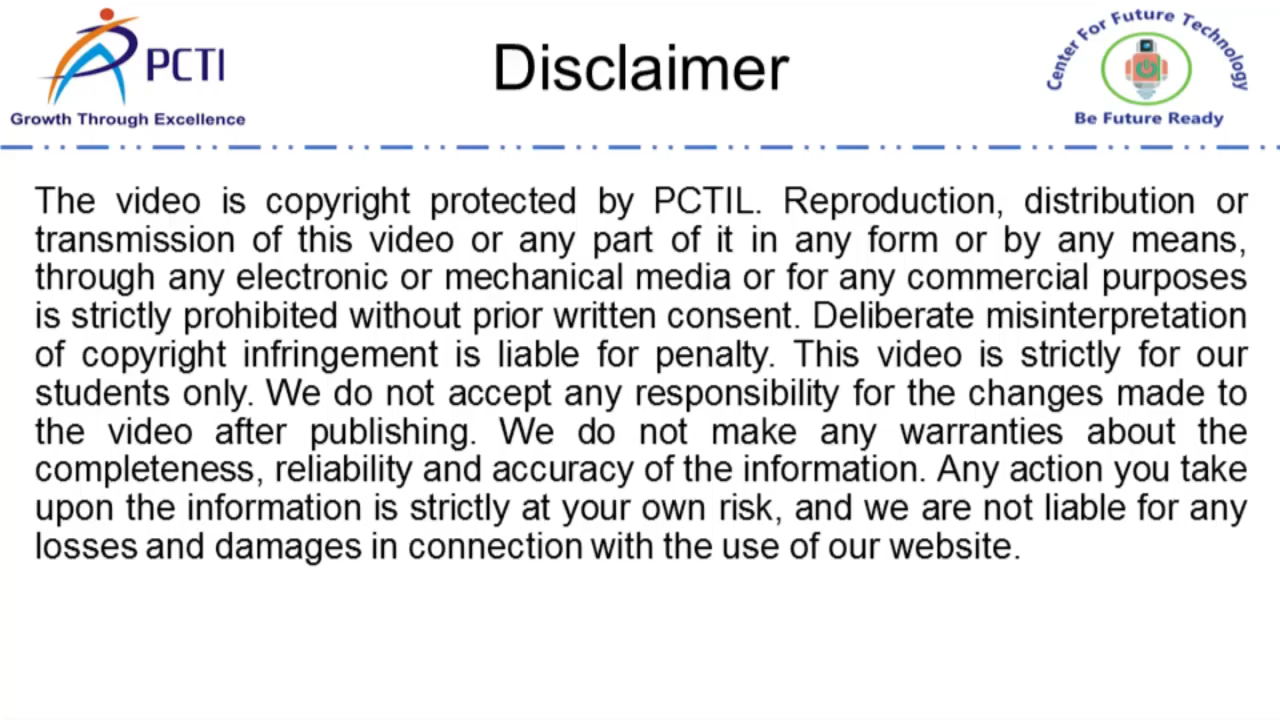 PCTI
Growth Through Excellence
Disclaimer
Center For Future Technology
Be Future Ready
The video is copyright protected by PCTIL. Reproduction, distribution or
transmission of this video or any part of it in any form or by any means,
through any electronic or mechanical media or for any commercial purposes
is strictly prohibited without prior written consent. Deliberate misinterpretation
of copyright infringement is liable for penalty. This video is strictly for our
students only. We do not accept any responsibility for the changes made to
the video after publishing. We do not make any warranties about the
completeness, reliability and accuracy of the information. Any action you take
upon the information is strictly at your own risk, and we are not liable for any
losses and damages in connection with the use of our website.